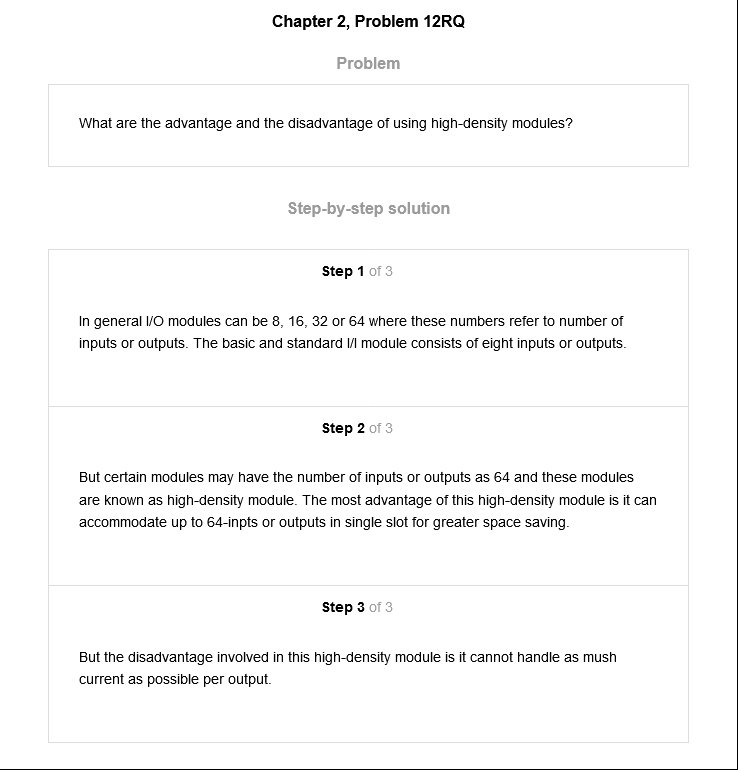 Chapter 2, Problem 12RQ
Problem
What are the advantage and the disadvantage of using high-density modules?
Step-by-step solution
Step 1 of 3
In general I/O modules can be 8, 16, 32 or 64 where these numbers refer to number of
inputs or outputs. The basic and standard I/I module consists of eight inputs or outputs.
Step 2 of 3
But certain modules may have the number of inputs or outputs as 64 and these modules
are known as high-density module. The most advantage of this high-density module is it can
accommodate up to 64-inpts or outputs in single slot for greater space saving.
Step 3 of 3
But the disadvantage involved in this high-density module is it cannot handle as mush
current as possible per output.